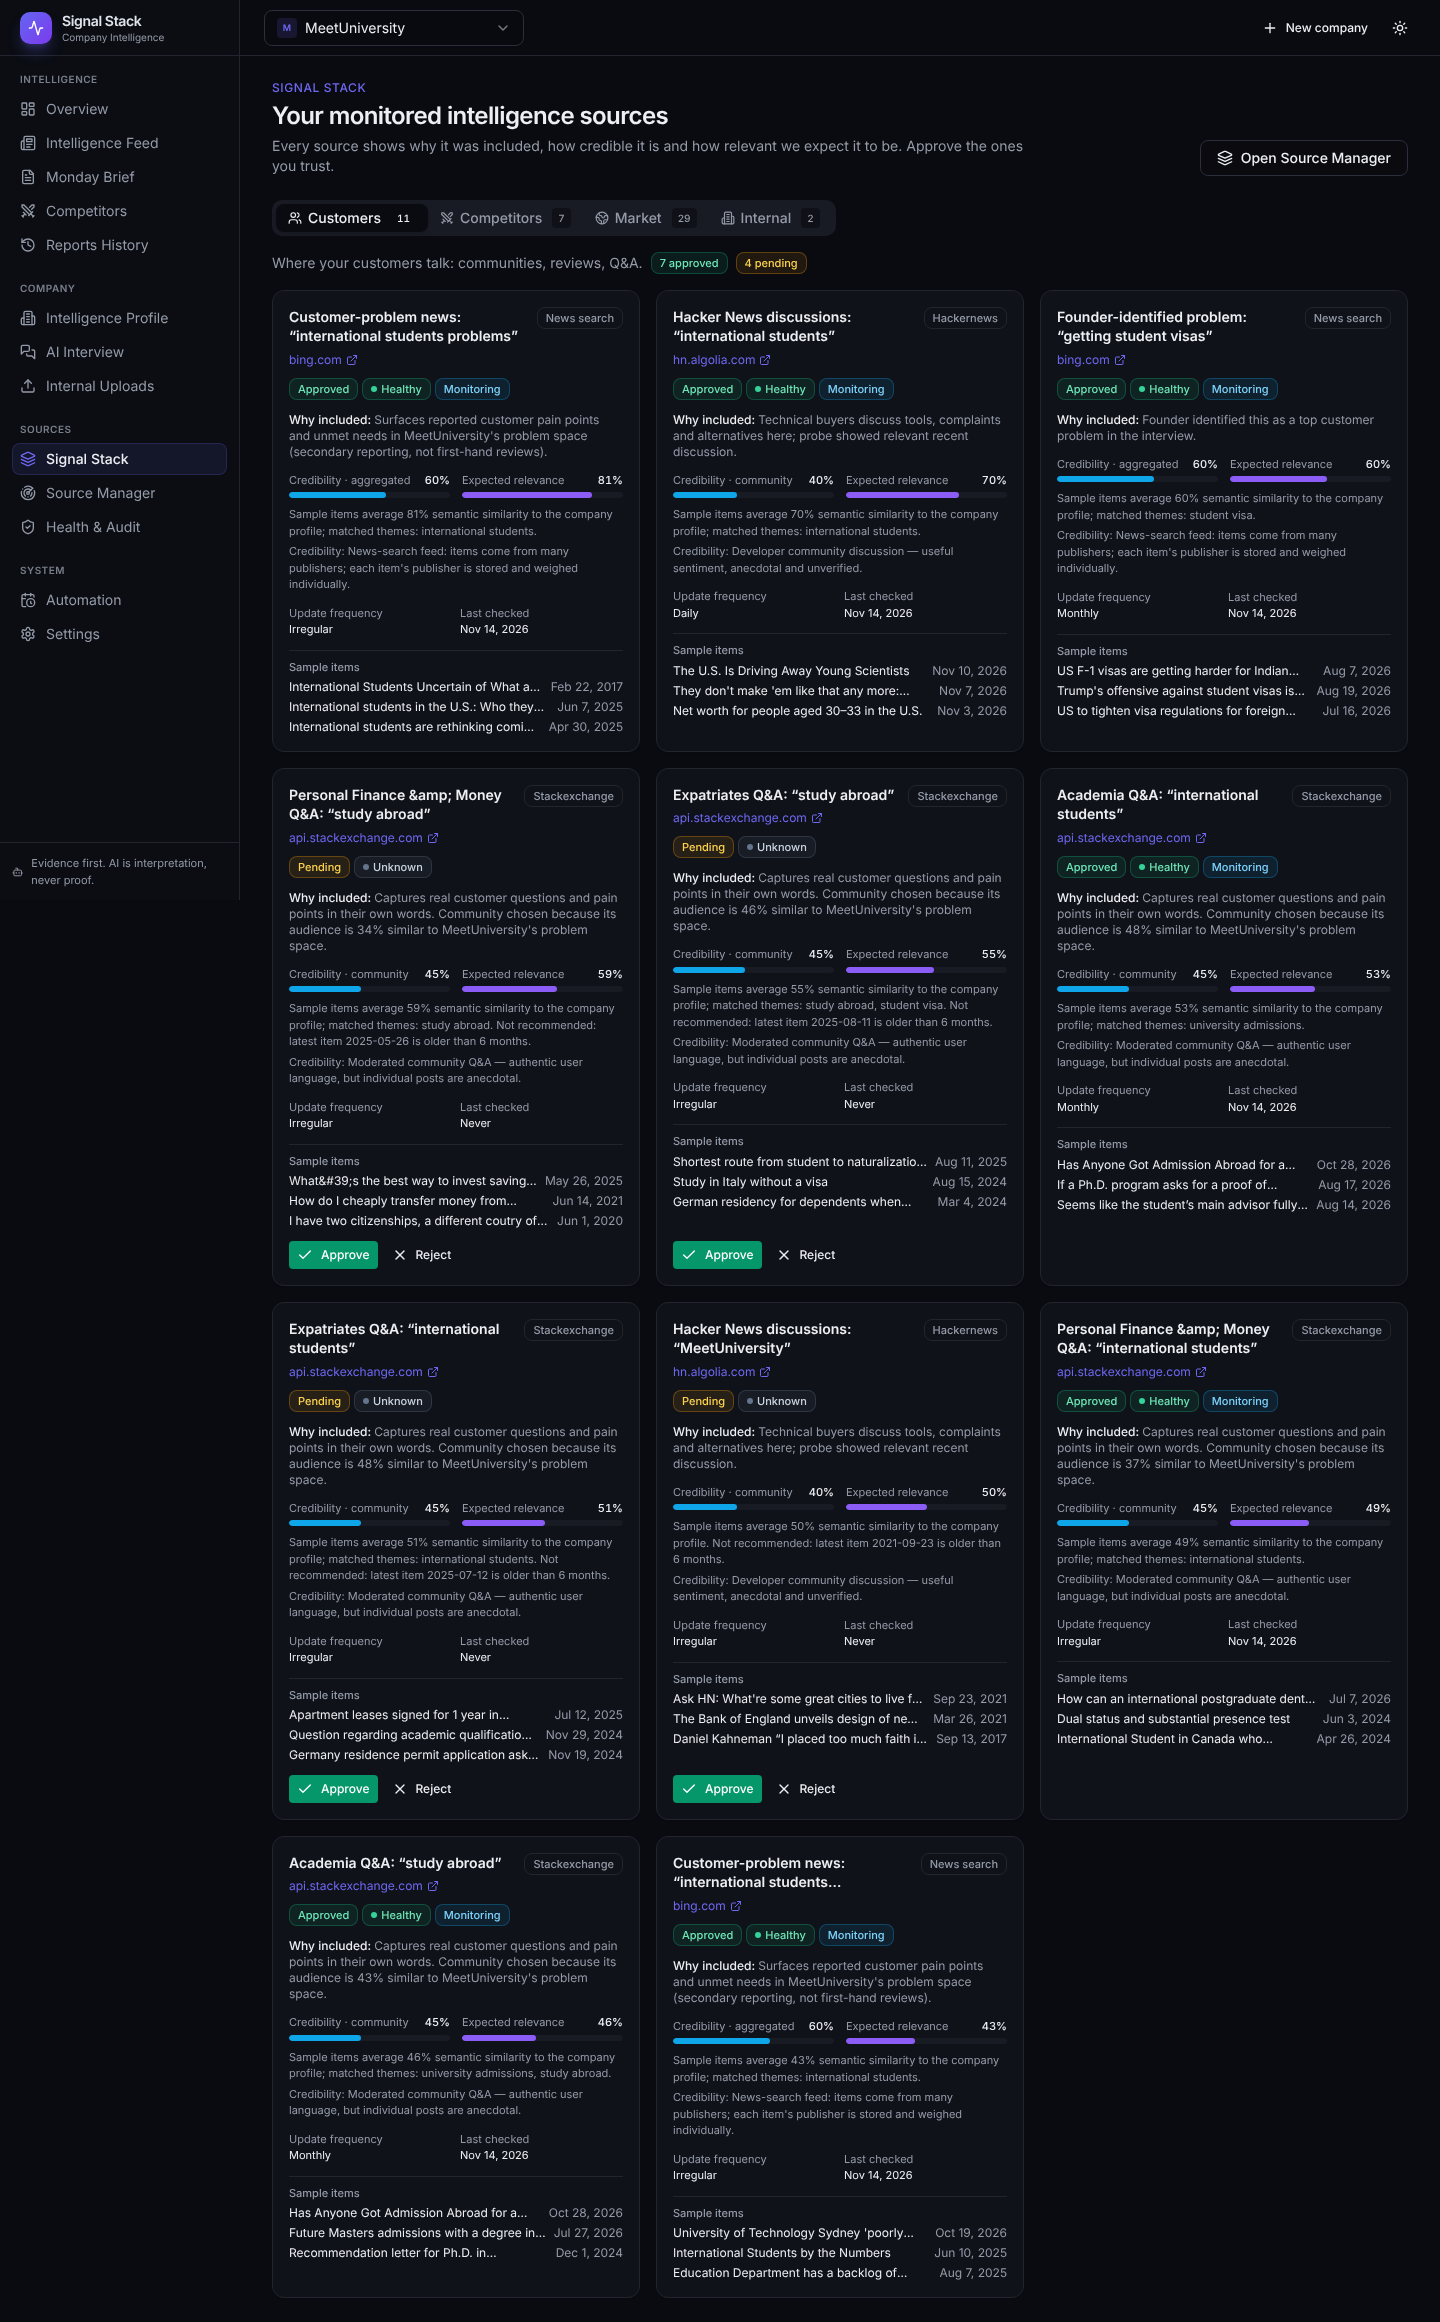 Signal Stack
Company Intelligence
M
MeetUniversity
New company
INTELLIGENCE
Overview
Intelligence Feed
Monday Brief
Competitors
Reports History
COMPANY
Intelligence Profile
AI Interview
Internal Uploads
SOURCES
Signal Stack
Source Manager
Health & Audit
SYSTEM
Automation
Settings
Evidence first. AI is interpretation,
never proof.
SIGNAL STACK
Your monitored intelligence sources
Every source shows why it was included, how credible it is and how relevant we expect it to be. Approve the ones
you trust.
Open Source Manager
Customers 11 Competitors 7 Market 29 Internal 2
Where your customers talk: communities, reviews, Q&A. 7 approved 4 pending
Customer-problem news:
“international students problems”
News search
bing.com
Approved Healthy Monitoring
Why included: Surfaces reported customer pain points
and unmet needs in MeetUniversity's problem space
(secondary reporting, not first-hand reviews).
Credibility · aggregated 60% Expected relevance 81%
Sample items average 81% semantic similarity to the company
profile; matched themes: international students.
Credibility: News-search feed: items come from many
publishers; each item's publisher is stored and weighed
individually.
Update frequency Last checked
Irregular Nov 14, 2026
Sample items
International Students Uncertain of What a... Feb 22, 2017
International students in the U.S.: Who they... Jun 7, 2025
International students are rethinking comi... Apr 30, 2025
Hacker News discussions:
“international students”
Hackernews
hn.algolia.com
Approved Healthy Monitoring
Why included: Technical buyers discuss tools, complaints
and alternatives here; probe showed relevant recent
discussion.
Credibility · community 40% Expected relevance 70%
Sample items average 70% semantic similarity to the company
profile; matched themes: international students.
Credibility: Developer community discussion — useful
sentiment, anecdotal and unverified.
Update frequency Last checked
Daily Nov 14, 2026
Sample items
The U.S. Is Driving Away Young Scientists Nov 10, 2026
They don't make 'em like that any more:... Nov 7, 2026
Net worth for people aged 30–33 in the U.S. Nov 3, 2026
Founder-identified problem:
“getting student visas”
News search
bing.com
Approved Healthy Monitoring
Why included: Founder identified this as a top customer
problem in the interview.
Credibility · aggregated 60% Expected relevance 60%
Sample items average 60% semantic similarity to the company
profile; matched themes: student visa.
Credibility: News-search feed: items come from many
publishers; each item's publisher is stored and weighed
individually.
Update frequency Last checked
Monthly Nov 14, 2026
Sample items
US F-1 visas are getting harder for Indian... Aug 7, 2026
Trump's offensive against student visas is... Aug 19, 2026
US to tighten visa regulations for foreign... Jul 16, 2026
Personal Finance &amp; Money
Q&A: “study abroad”
Stackexchange
api.stackexchange.com
Pending Unknown
Why included: Captures real customer questions and pain
points in their own words. Community chosen because its
audience is 34% similar to MeetUniversity's problem
space.
Credibility · community 45% Expected relevance 59%
Sample items average 59% semantic similarity to the company
profile; matched themes: study abroad. Not recommended:
latest item 2025-05-26 is older than 6 months.
Credibility: Moderated community Q&A — authentic user
language, but individual posts are anecdotal.
Update frequency Last checked
Irregular Never
Sample items
What&#39;s the best way to invest saving... May 26, 2025
How do I cheaply transfer money from... Jun 14, 2021
I have two citizenships, a different coutry of... Jun 1, 2020
Approve Reject
Expatriates Q&A: “study abroad”
Stackexchange
api.stackexchange.com
Pending Unknown
Why included: Captures real customer questions and pain
points in their own words. Community chosen because its
audience is 46% similar to MeetUniversity's problem
space.
Credibility · community 45% Expected relevance 55%
Sample items average 55% semantic similarity to the company
profile; matched themes: study abroad, student visa. Not
recommended: latest item 2025-08-11 is older than 6 months.
Credibility: Moderated community Q&A — authentic user
language, but individual posts are anecdotal.
Update frequency Last checked
Irregular Never
Sample items
Shortest route from student to naturalizatio... Aug 11, 2025
Study in Italy without a visa Aug 15, 2024
German residency for dependents when... Mar 4, 2024
Approve Reject
Academia Q&A: “international
students”
Stackexchange
api.stackexchange.com
Approved Healthy Monitoring
Why included: Captures real customer questions and pain
points in their own words. Community chosen because its
audience is 48% similar to MeetUniversity's problem
space.
Credibility · community 45% Expected relevance 53%
Sample items average 53% semantic similarity to the company
profile; matched themes: university admissions.
Credibility: Moderated community Q&A — authentic user
language, but individual posts are anecdotal.
Update frequency Last checked
Monthly Nov 14, 2026
Sample items
Has Anyone Got Admission Abroad for a... Oct 28, 2026
If a Ph.D. program asks for a proof of... Aug 17, 2026
Seems like the student’s main advisor fully... Aug 14, 2026
Expatriates Q&A: “international
students”
Stackexchange
api.stackexchange.com
Pending Unknown
Why included: Captures real customer questions and pain
points in their own words. Community chosen because its
audience is 48% similar to MeetUniversity's problem
space.
Credibility · community 45% Expected relevance 51%
Sample items average 51% semantic similarity to the company
profile; matched themes: international students. Not
recommended: latest item 2025-07-12 is older than 6 months.
Credibility: Moderated community Q&A — authentic user
language, but individual posts are anecdotal.
Update frequency Last checked
Irregular Never
Sample items
Apartment leases signed for 1 year in... Jul 12, 2025
Question regarding academic qualificatio... Nov 29, 2024
Germany residence permit application ask... Nov 19, 2024
Approve Reject
Hacker News discussions:
“MeetUniversity”
Hackernews
hn.algolia.com
Pending Unknown
Why included: Technical buyers discuss tools, complaints
and alternatives here; probe showed relevant recent
discussion.
Credibility · community 40% Expected relevance 50%
Sample items average 50% semantic similarity to the company
profile. Not recommended: latest item 2021-09-23 is older than
6 months.
Credibility: Developer community discussion — useful
sentiment, anecdotal and unverified.
Update frequency Last checked
Irregular Never
Sample items
Ask HN: What're some great cities to live f... Sep 23, 2021
The Bank of England unveils design of ne... Mar 26, 2021
Daniel Kahneman “I placed too much faith i... Sep 13, 2017
Approve Reject
Personal Finance &amp; Money
Q&A: “international students”
Stackexchange
api.stackexchange.com
Approved Healthy Monitoring
Why included: Captures real customer questions and pain
points in their own words. Community chosen because its
audience is 37% similar to MeetUniversity's problem
space.
Credibility · community 45% Expected relevance 49%
Sample items average 49% semantic similarity to the company
profile; matched themes: international students.
Credibility: Moderated community Q&A — authentic user
language, but individual posts are anecdotal.
Update frequency Last checked
Irregular Nov 14, 2026
Sample items
How can an international postgraduate dent... Jul 7, 2026
Dual status and substantial presence test Jun 3, 2024
International Student in Canada who... Apr 26, 2024
Academia Q&A: “study abroad”
Stackexchange
api.stackexchange.com
Approved Healthy Monitoring
Why included: Captures real customer questions and pain
points in their own words. Community chosen because its
audience is 43% similar to MeetUniversity's problem
space.
Credibility · community 45% Expected relevance 46%
Sample items average 46% semantic similarity to the company
profile; matched themes: university admissions, study abroad.
Credibility: Moderated community Q&A — authentic user
language, but individual posts are anecdotal.
Update frequency Last checked
Monthly Nov 14, 2026
Sample items
Has Anyone Got Admission Abroad for a... Oct 28, 2026
Future Masters admissions with a degree in... Jul 27, 2026
Recommendation letter for Ph.D. in... Dec 1, 2024
Customer-problem news:
“international students...
News search
bing.com
Approved Healthy Monitoring
Why included: Surfaces reported customer pain points
and unmet needs in MeetUniversity's problem space
(secondary reporting, not first-hand reviews).
Credibility · aggregated 60% Expected relevance 43%
Sample items average 43% semantic similarity to the company
profile; matched themes: international students.
Credibility: News-search feed: items come from many
publishers; each item's publisher is stored and weighed
individually.
Update frequency Last checked
Irregular Nov 14, 2026
Sample items
University of Technology Sydney 'poorly... Oct 19, 2026
International Students by the Numbers Jun 10, 2025
Education Department has a backlog of... Aug 7, 2025